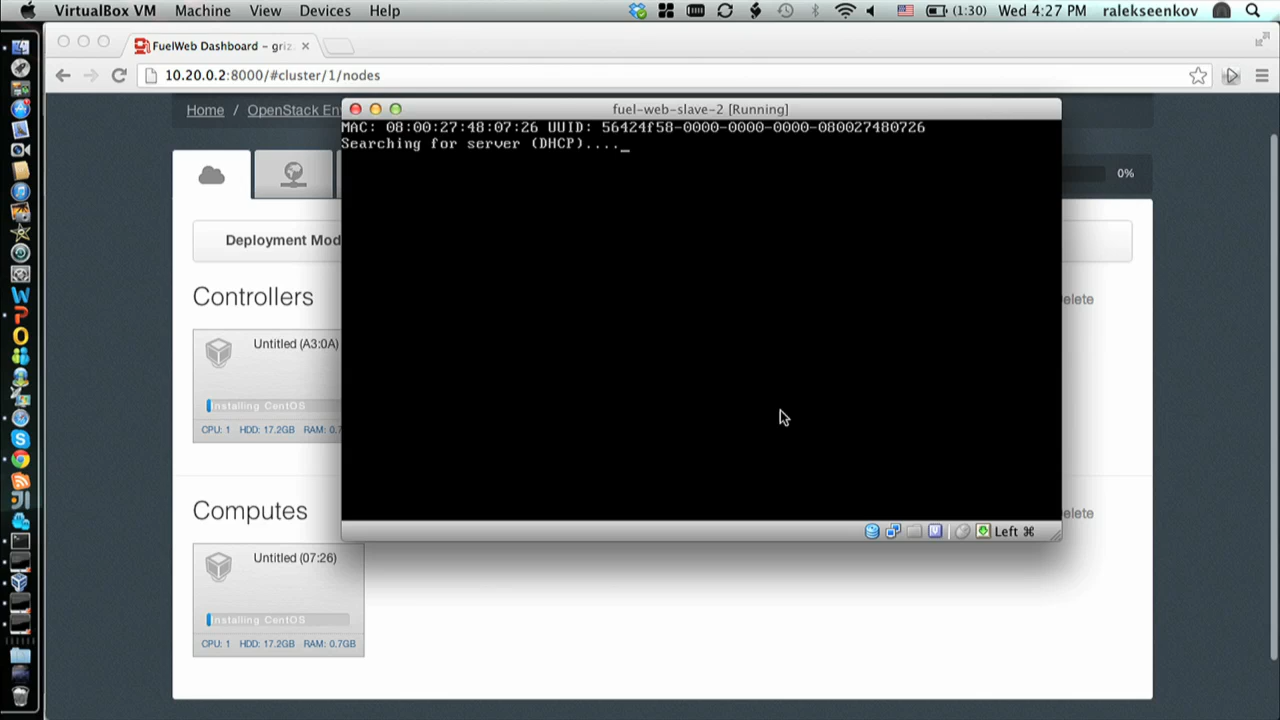 VirtualBox VM Machine View Devices Help (1:30) Wed 4:27 PM ralekseenkov
FuelWeb Dashboard – griz
10.20.0.2:8000/#cluster/1/nodes
Home / OpenStack En
fuel-web-slave-2 [Running]
MAC: 08:00:27:48:07:26 UUID: 56424f58-0000-0000-0000-080027480726
Searching for server (DHCP)...._
0%
Deployment Mod
Controllers
elete
Untitled (A3:0A)
Installing CentOS
CPU: 1 HDD: 17.2GB RAM: 0.7
Computes
elete
Left ⌘
Untitled (07:26)
Installing CentOS
CPU: 1 HDD: 17.2GB RAM: 0.7GB